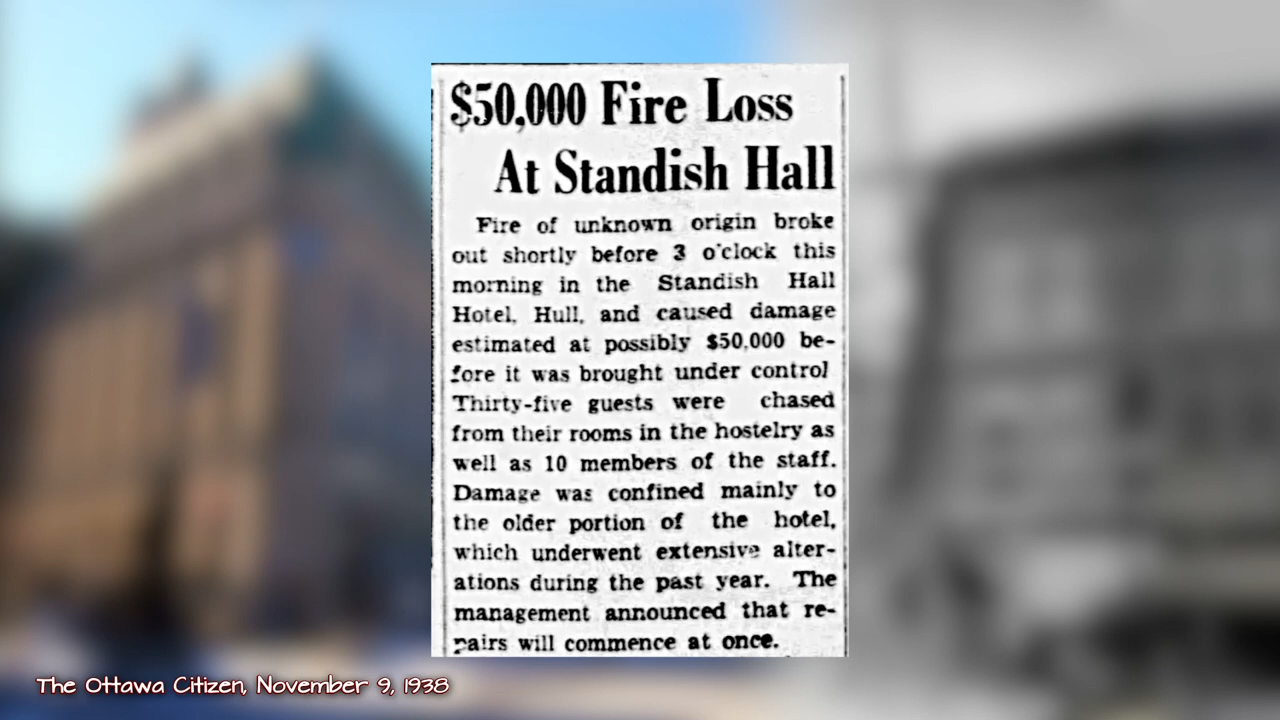 $50,000 Fire Loss
At Standish Hall
Fire of unknown origin broke
out shortly before 3 o'clock this
morning in the Standish Hall
Hotel, Hull, and caused damage
estimated at possibly $50,000 be-
fore it was brought under control
Thirty-five guests were chased
from their rooms in the hostelry as
well as 10 members of the staff.
Damage was confined mainly to
the older portion of the hotel,
which underwent extensive alter-
ations during the past year. The
management announced that re-
pairs will commence at once.
The Ottawa Citizen, November 9, 1938